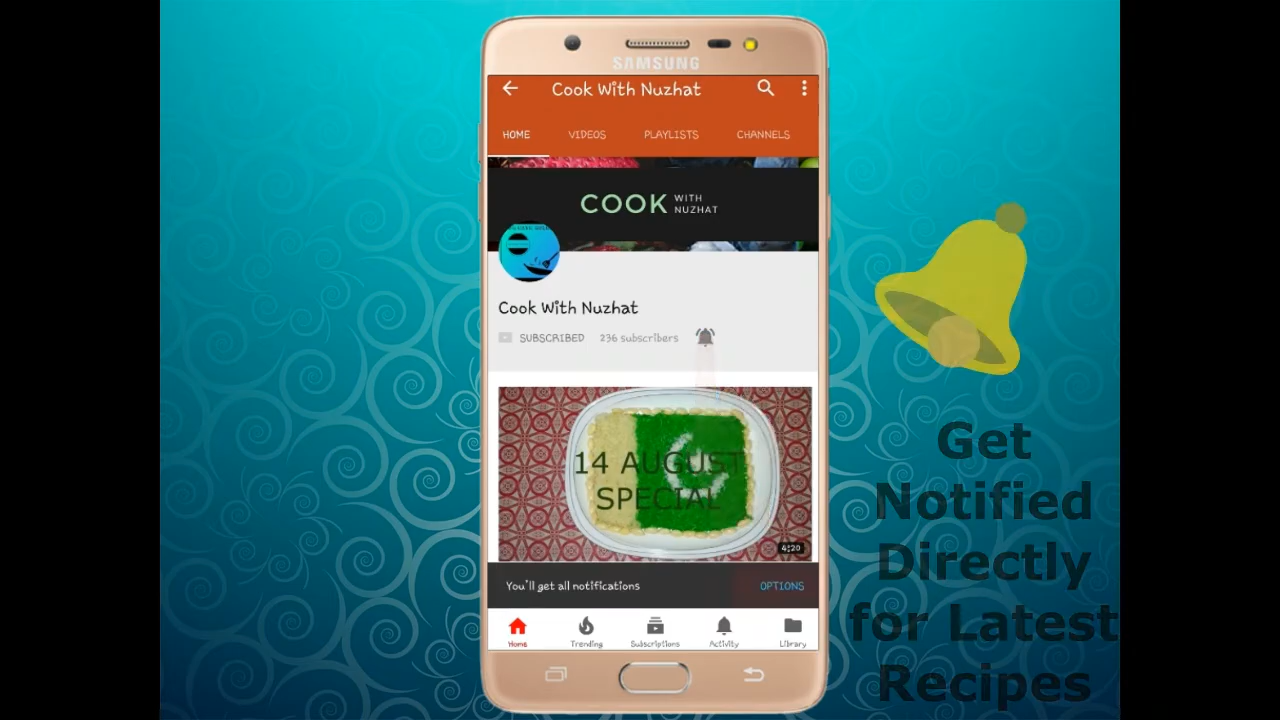 SAMSUNG
Cook With Nuzhat
HOME VIDEOS PLAYLISTS CHANNELS
COOK WITH NUZHAT
Cook With Nuzhat
SUBSCRIBED 236 subscribers
14 AUGUST
SPECIAL
4:20
You'll get all notifications OPTIONS
Home Trending Subscriptions Activity Library
Get
Notified
Directly
for Latest
Recipes